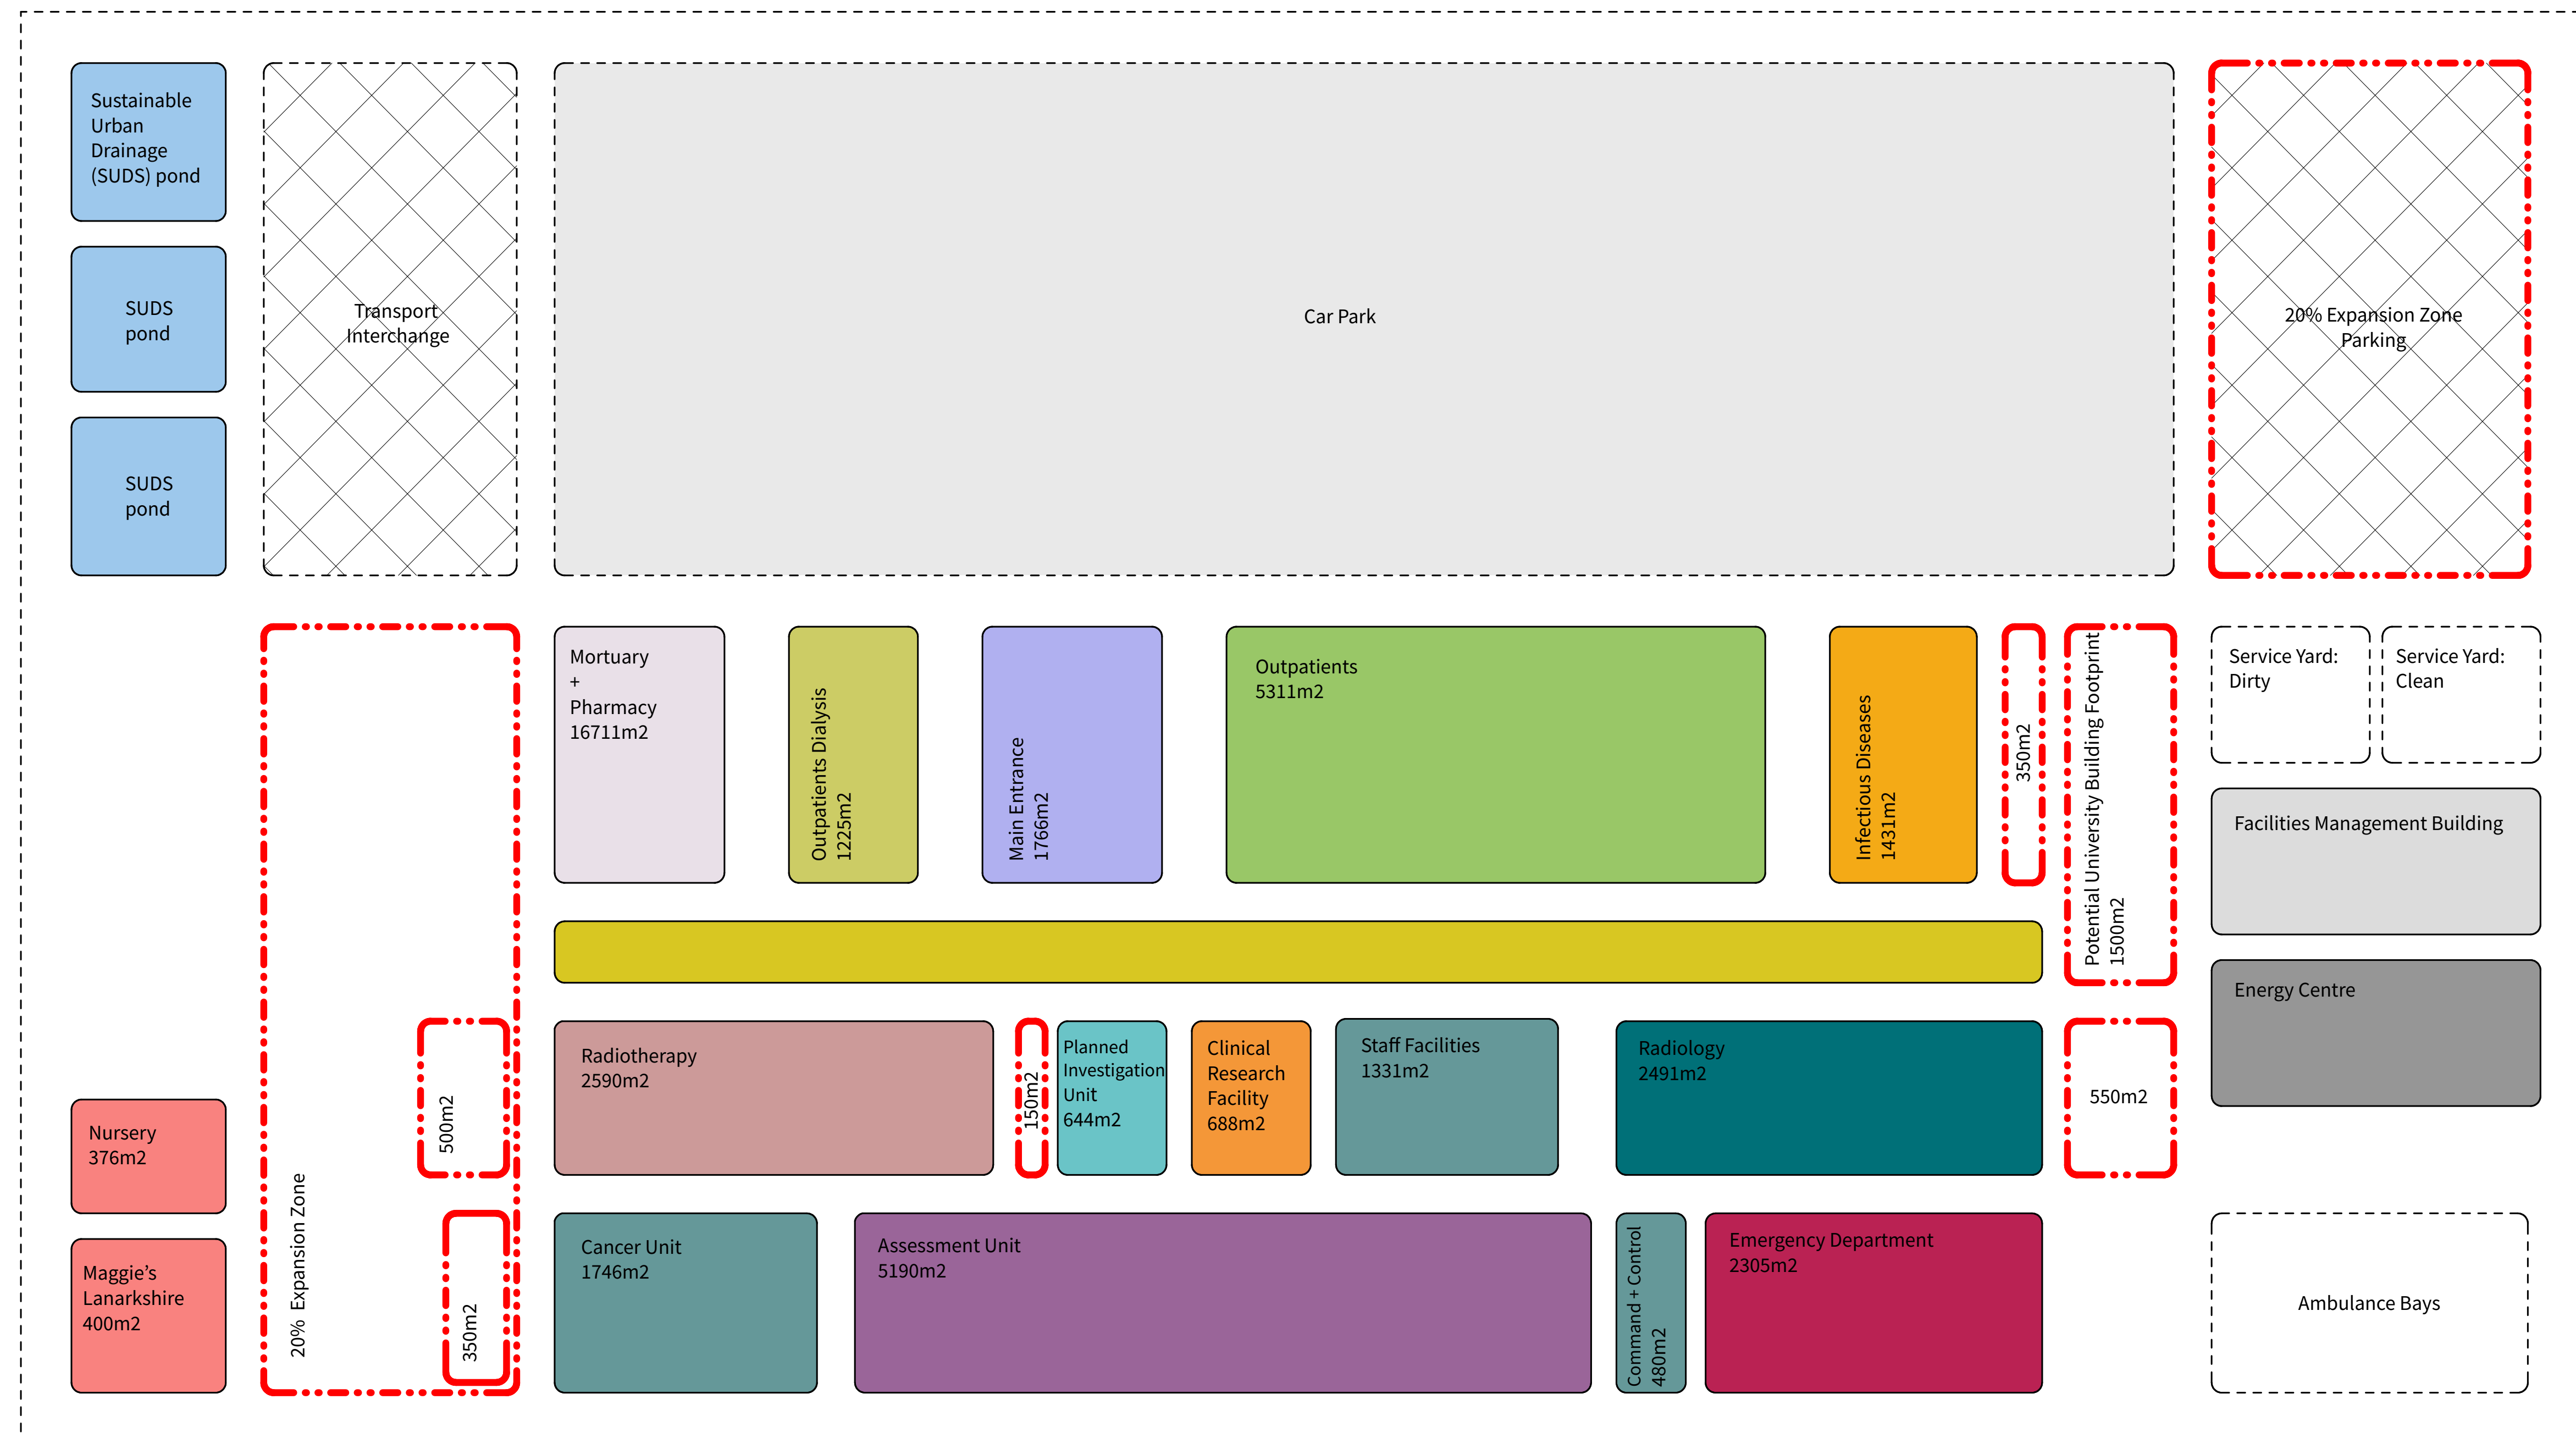 Sustainable
Urban
Drainage
(SUDS) pond
SUDS
pond
SUDS
pond
Transport
Interchange
Car Park
20% Expansion Zone
Parking
Mortuary
+
Pharmacy
16711m2
Outpatients Dialysis
1225m2
Main Entrance
1766m2
Outpatients
5311m2
Infectious Diseases
1431m2
350m2
Potential University Building Footprint
1500m2
Service Yard:
Dirty
Service Yard:
Clean
Facilities Management Building
Energy Centre
20% Expansion Zone
500m2
350m2
Radiotherapy
2590m2
150m2
Planned
Investigation
Unit
644m2
Clinical
Research
Facility
688m2
Staff Facilities
1331m2
Radiology
2491m2
550m2
Nursery
376m2
Maggie’s
Lanarkshire
400m2
Cancer Unit
1746m2
Assessment Unit
5190m2
Command + Control
480m2
Emergency Department
2305m2
Ambulance Bays